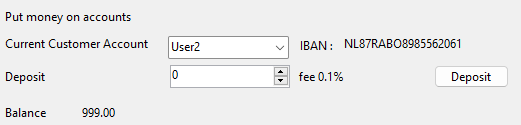 Put money on accounts
Current Customer Account User2 IBAN : NL87RABO8985562061
Deposit 0 fee 0.1% Deposit
Balance 999.00